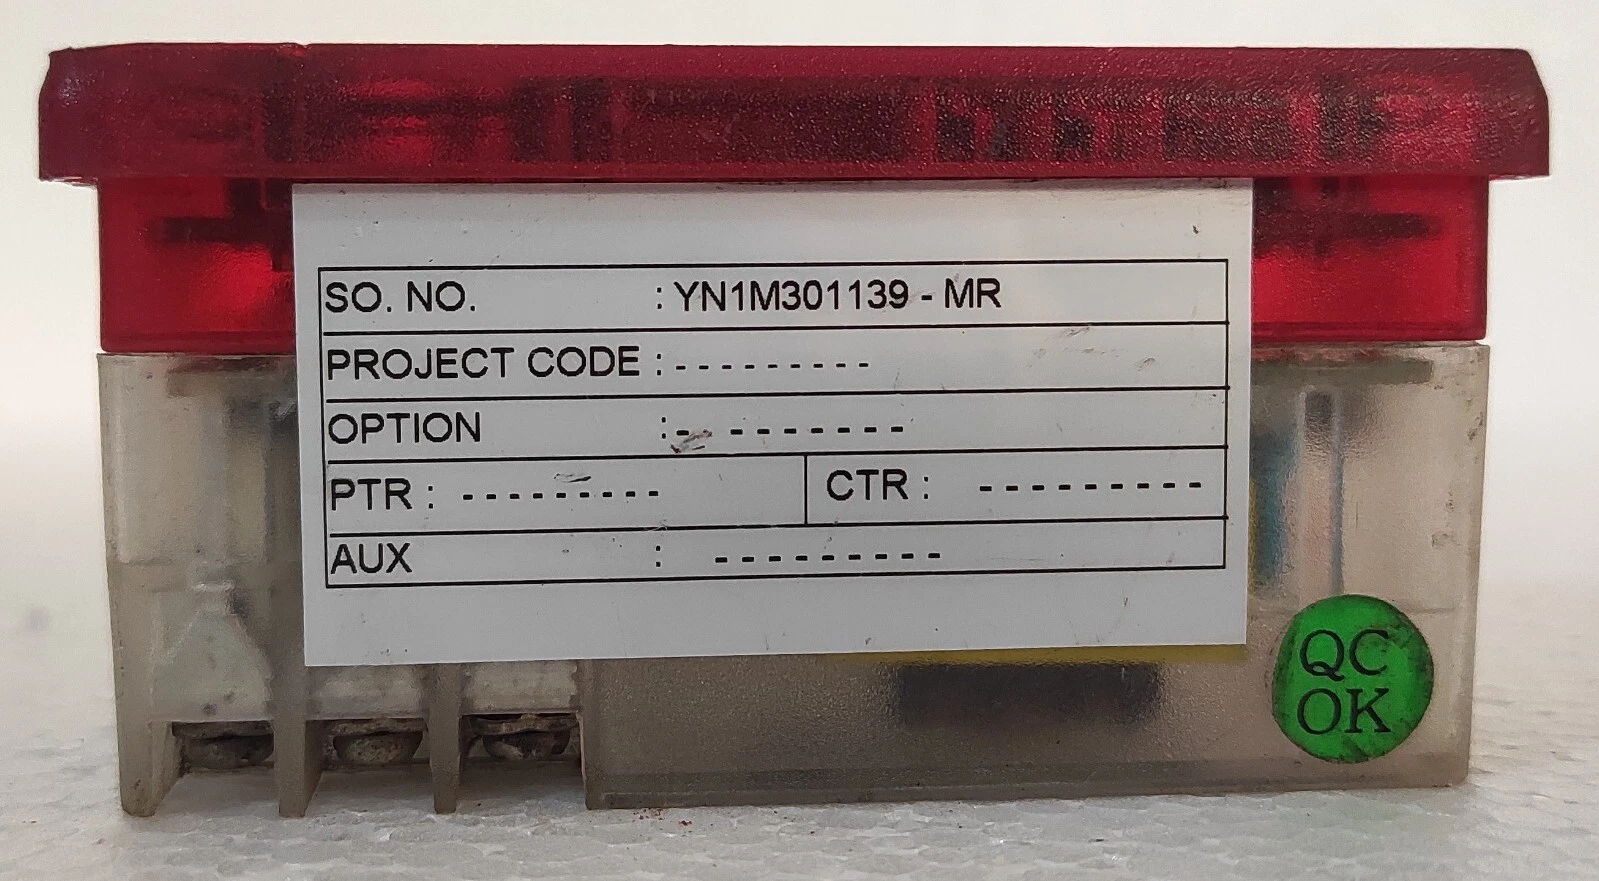 SO. NO. : YN1M301139 - MR
PROJECT CODE : - - - - - - - - -
OPTION :- - - - - - - -
PTR : - - - - - - - - - CTR : - - - - - - - - -
AUX : - - - - - - - - -
QC
OK